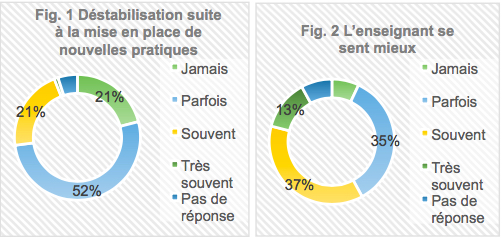 Fig. 1 Déstabilisation suite
à la mise en place de
nouvelles pratiques
21%
21%
52%
Jamais
Parfois
Souvent
Très
souvent
Pas de
réponse
Fig. 2 L'enseignant se
sent mieux
13%
35%
37%
Jamais
Parfois
Souvent
Très
souvent
Pas de
réponse